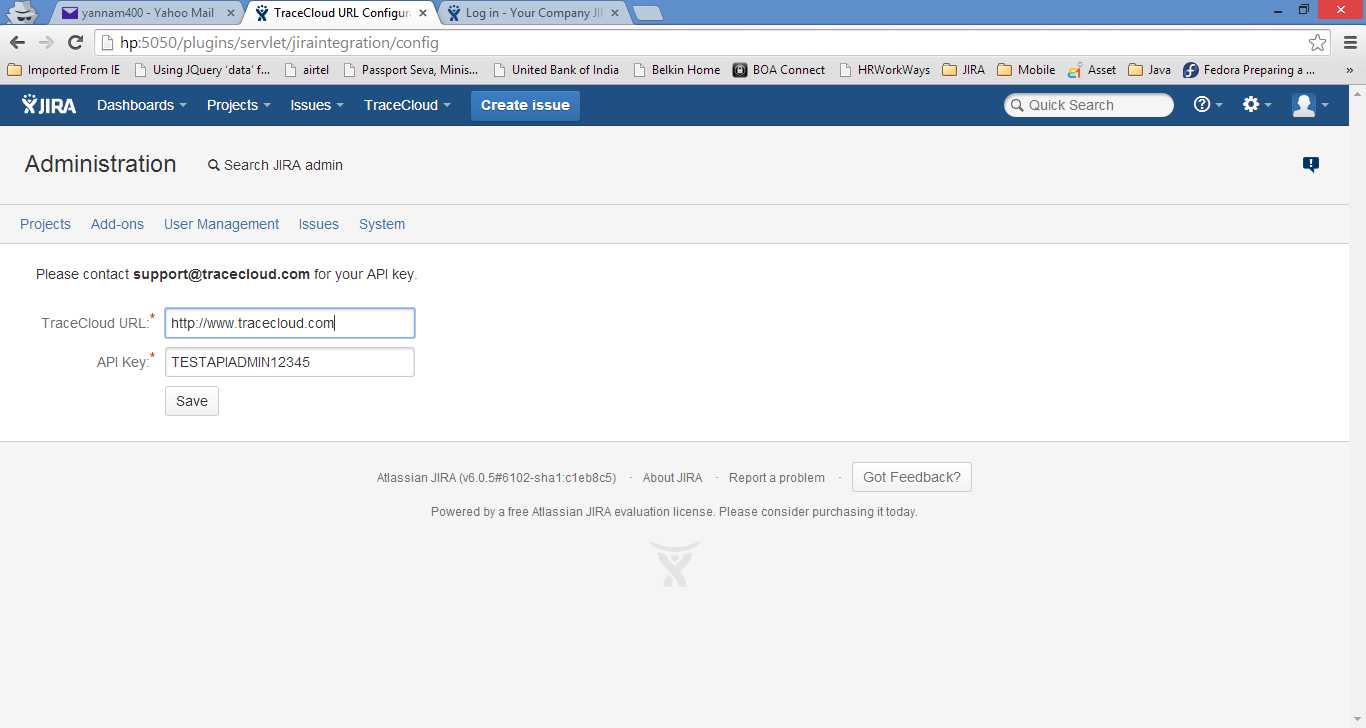 yannam400 - Yahoo Mail × TraceCloud URL Configur × Log in - Your Company JI ×
hp:5050/plugins/servlet/jiraintegration/config
Imported From IE Using JQuery 'data' f... airtel Passport Seva, Minis... United Bank of India Belkin Home BOA Connect HRWorkWays JIRA Mobile Asset Java Fedora Preparing a ... »
JIRA Dashboards Projects Issues TraceCloud Create issue Quick Search
Administration Search JIRA admin
Projects Add-ons User Management Issues System
Please contact support@tracecloud.com for your API key.
TraceCloud URL:* http://www.tracecloud.com
API Key:* TESTAPIADMIN12345
Save
Atlassian JIRA (v6.0.5#6102-sha1:c1eb8c5) · About JIRA · Report a problem · Got Feedback?
Powered by a free Atlassian JIRA evaluation license. Please consider purchasing it today.